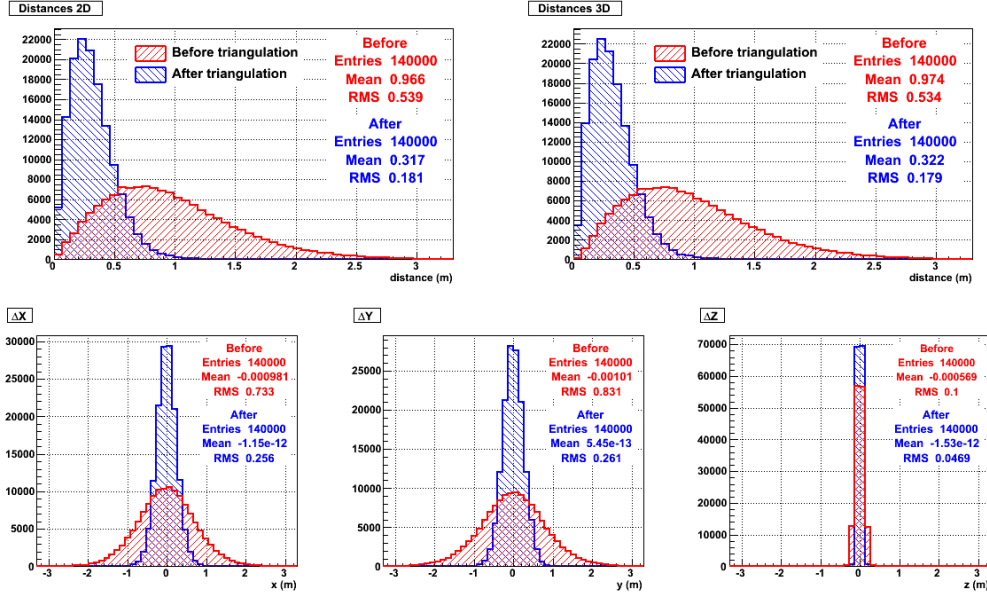 Distances 2D
22000
20000
18000
16000
14000
12000
10000
8000
6000
4000
2000
0
0
0.5
1
1.5
2
2.5
3
distance (m)
Before triangulation
After triangulation
Before
Entries 140000
Mean 0.966
RMS 0.539
After
Entries 140000
Mean 0.317
RMS 0.181
Distances 3D
22000
20000
18000
16000
14000
12000
10000
8000
6000
4000
2000
0
0
0.5
1
1.5
2
2.5
3
distance (m)
Before triangulation
After triangulation
Before
Entries 140000
Mean 0.974
RMS 0.534
After
Entries 140000
Mean 0.322
RMS 0.179
ΔX
30000
25000
20000
15000
10000
5000
0
-3
-2
-1
0
1
2
3
x (m)
Before
Entries 140000
Mean -0.000981
RMS 0.733
After
Entries 140000
Mean -1.15e-12
RMS 0.256
ΔY
25000
20000
15000
10000
5000
0
-3
-2
-1
0
1
2
3
y (m)
Before
Entries 140000
Mean -0.00101
RMS 0.831
After
Entries 140000
Mean 5.45e-13
RMS 0.261
ΔZ
70000
60000
50000
40000
30000
20000
10000
0
-3
-2
-1
0
1
2
3
z (m)
Before
Entries 140000
Mean -0.000569
RMS 0.1
After
Entries 140000
Mean -1.53e-12
RMS 0.0469